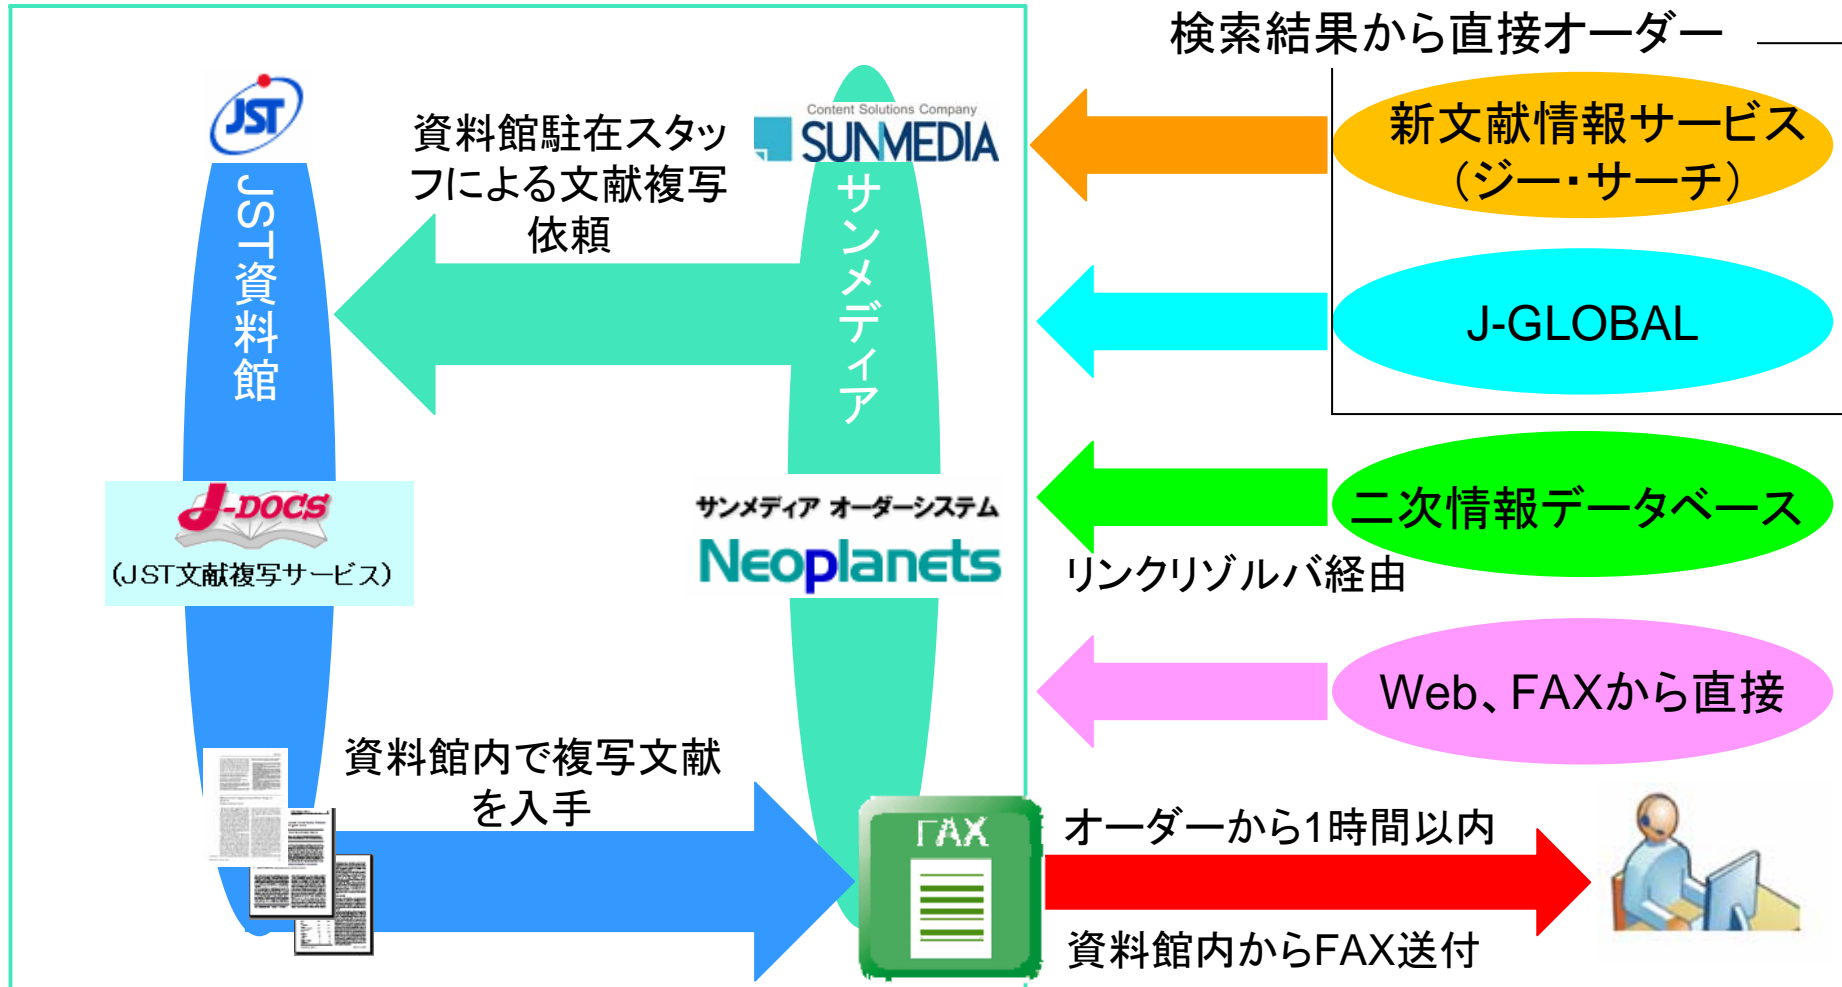 検索結果から直接オーダー
JST
資料館駐在スタッ
フによる文献複写
依頼
Content Solutions Company
SUNMEDIA
新文献情報サービス
（ジー・サーチ）
JST資料館
サンメディア
J-GLOBAL
J-DOCS
（JST文献複写サービス）
サンメディア オーダーシステム
Neoplanets
二次情報データベース
リンクリゾルバ経由
Web、FAXから直接
資料館内で複写文献
を入手
FAX
オーダーから1時間以内
資料館内からFAX送付